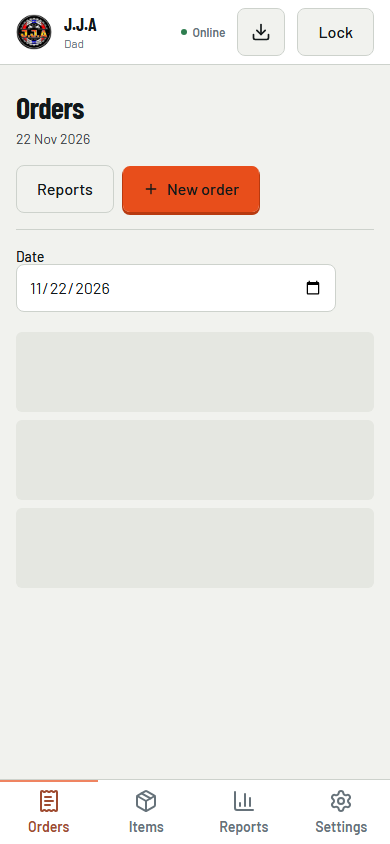 J.J.A
J.J.A
Dad
Online
Lock
Orders
22 Nov 2026
Reports
+ New order
Date
11/22/2026
Orders
Items
Reports
Settings